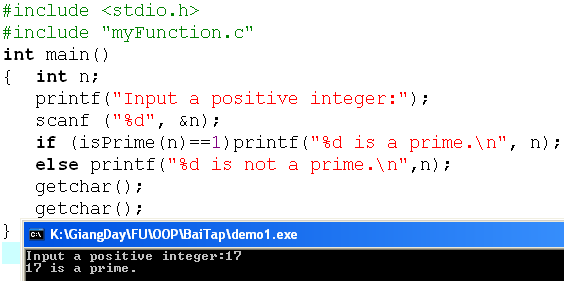 #include <stdio.h>
#include "myFunction.c"
int main()
{ int n;
printf("Input a positive integer:");
scanf ("%d", &n);
if (isPrime(n)==1)printf("%d is a prime.\n", n);
else printf("%d is not a prime.\n",n);
getchar();
getchar();
}
K:\GiangDay\FU\OOP\BaiTap\demo1.exe
Input a positive integer:17
17 is a prime.